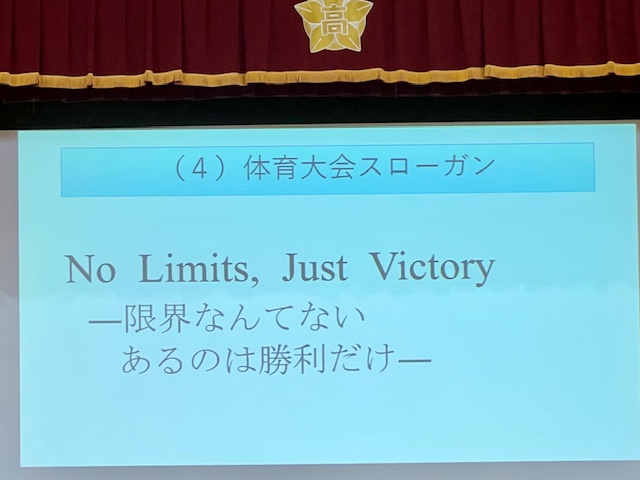 高
（４）体育大会スローガン
No Limits, Just Victory
―限界なんてない
あるのは勝利だけ―